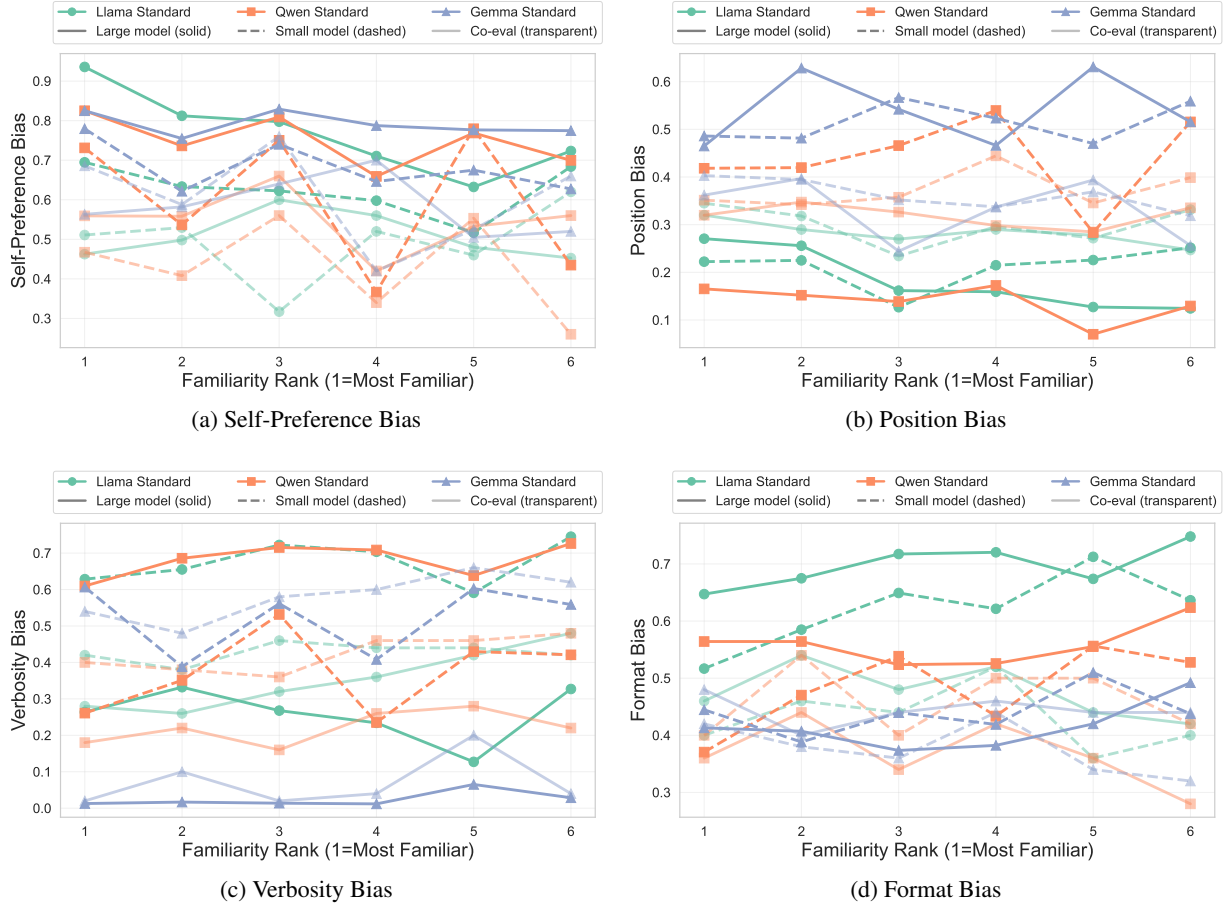 Llama Standard Qwen Standard Gemma Standard
Large model (solid) Small model (dashed) Co-eval (transparent)
0.9
0.8
0.7
0.6
0.5
0.4
0.3
Self-Preference Bias
1 2 3 4 5 6
Familiarity Rank (1=Most Familiar)
(a) Self-Preference Bias
Llama Standard Qwen Standard Gemma Standard
Large model (solid) Small model (dashed) Co-eval (transparent)
0.6
0.5
0.4
0.3
0.2
0.1
Position Bias
1 2 3 4 5 6
Familiarity Rank (1=Most Familiar)
(b) Position Bias
Llama Standard Qwen Standard Gemma Standard
Large model (solid) Small model (dashed) Co-eval (transparent)
0.7
0.6
0.5
0.4
0.3
0.2
0.1
0.0
Verbosity Bias
1 2 3 4 5 6
Familiarity Rank (1=Most Familiar)
(c) Verbosity Bias
Llama Standard Qwen Standard Gemma Standard
Large model (solid) Small model (dashed) Co-eval (transparent)
0.7
0.6
0.5
0.4
0.3
Format Bias
1 2 3 4 5 6
Familiarity Rank (1=Most Familiar)
(d) Format Bias